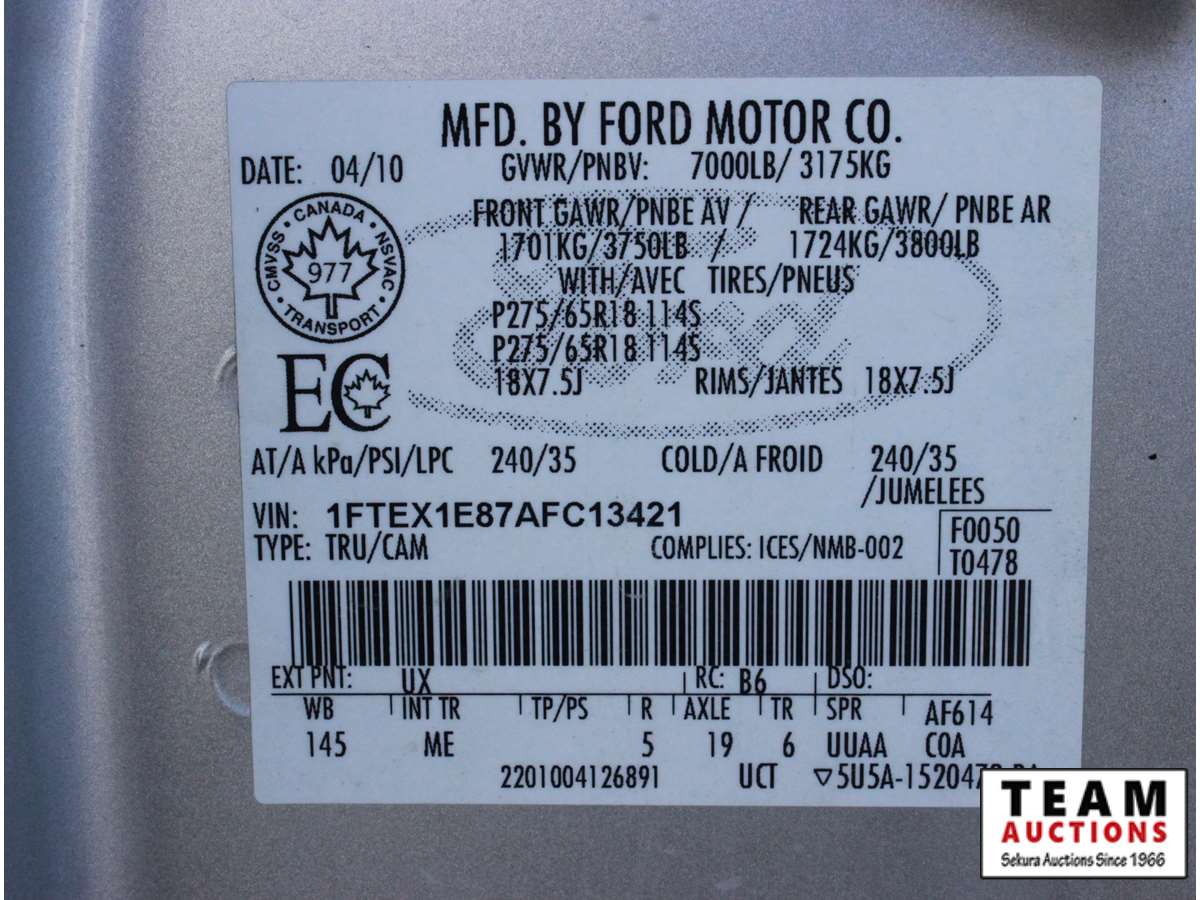 MFD. BY FORD MOTOR CO.
DATE: 04/10 GVWR/PNBV: 7000LB/ 3175KG
FRONT GAWR/PNBE AV / REAR GAWR/ PNBE AR
1701KG/3750LB / 1724KG/3800LB
WITH/AVEC TIRES/PNEUS
CANADA
CMVSS NSVAC
977
TRANSPORT
P275/65R18 114S
P275/65R18 114S
18X7.5J RIMS/JANTES 18X7.5J
EC
AT/A kPa/PSI/LPC 240/35 COLD/A FROID 240/35
/JUMELEES
VIN: 1FTEX1E87AFC13421
F0050
TYPE: TRU/CAM COMPLIES: ICES/NMB-002
T0478
EXT PNT: UX RC: B6 DSO:
WB INT TR TP/PS R AXLE TR SPR AF614
145 ME 5 19 6 UUAA COA
2201004126891 UCT
TEAM
AUCTIONS
Sekura Auctions Since 1966